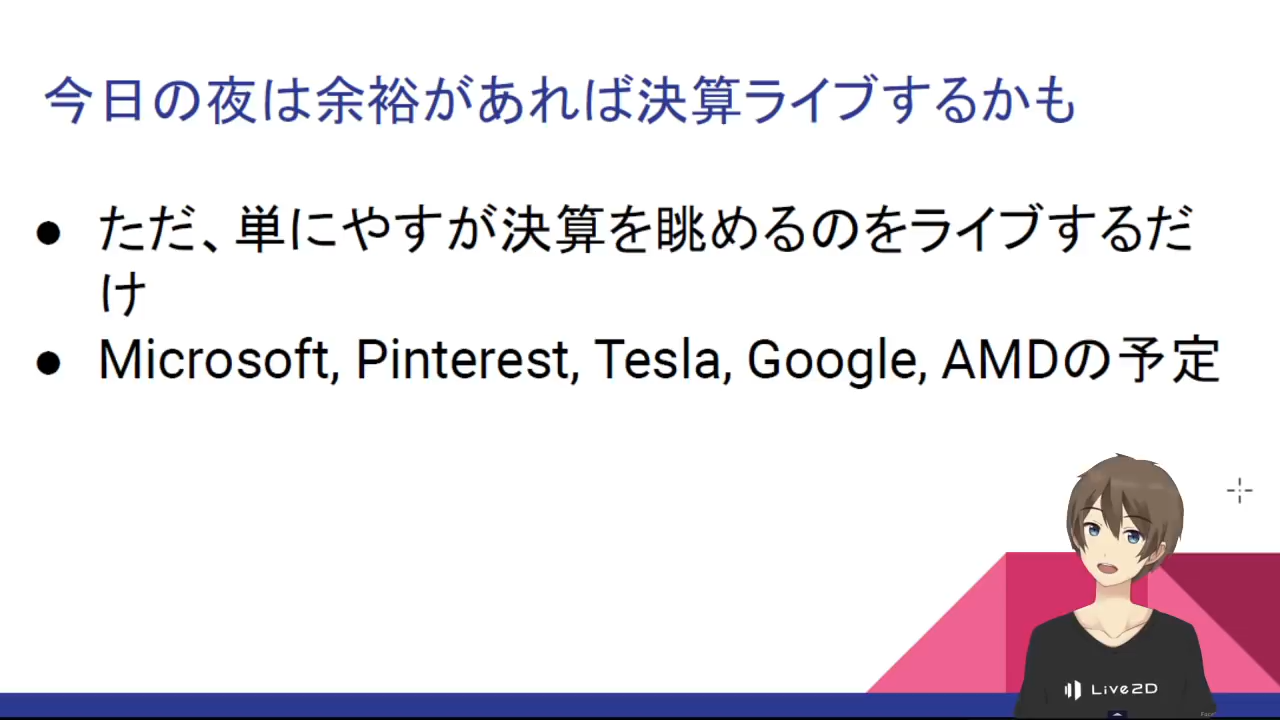 今日の夜は余裕があれば決算ライブするかも
● ただ、単にやすが決算を眺めるのをライブするだ
け
● Microsoft, Pinterest, Tesla, Google, AMDの予定
Live2D